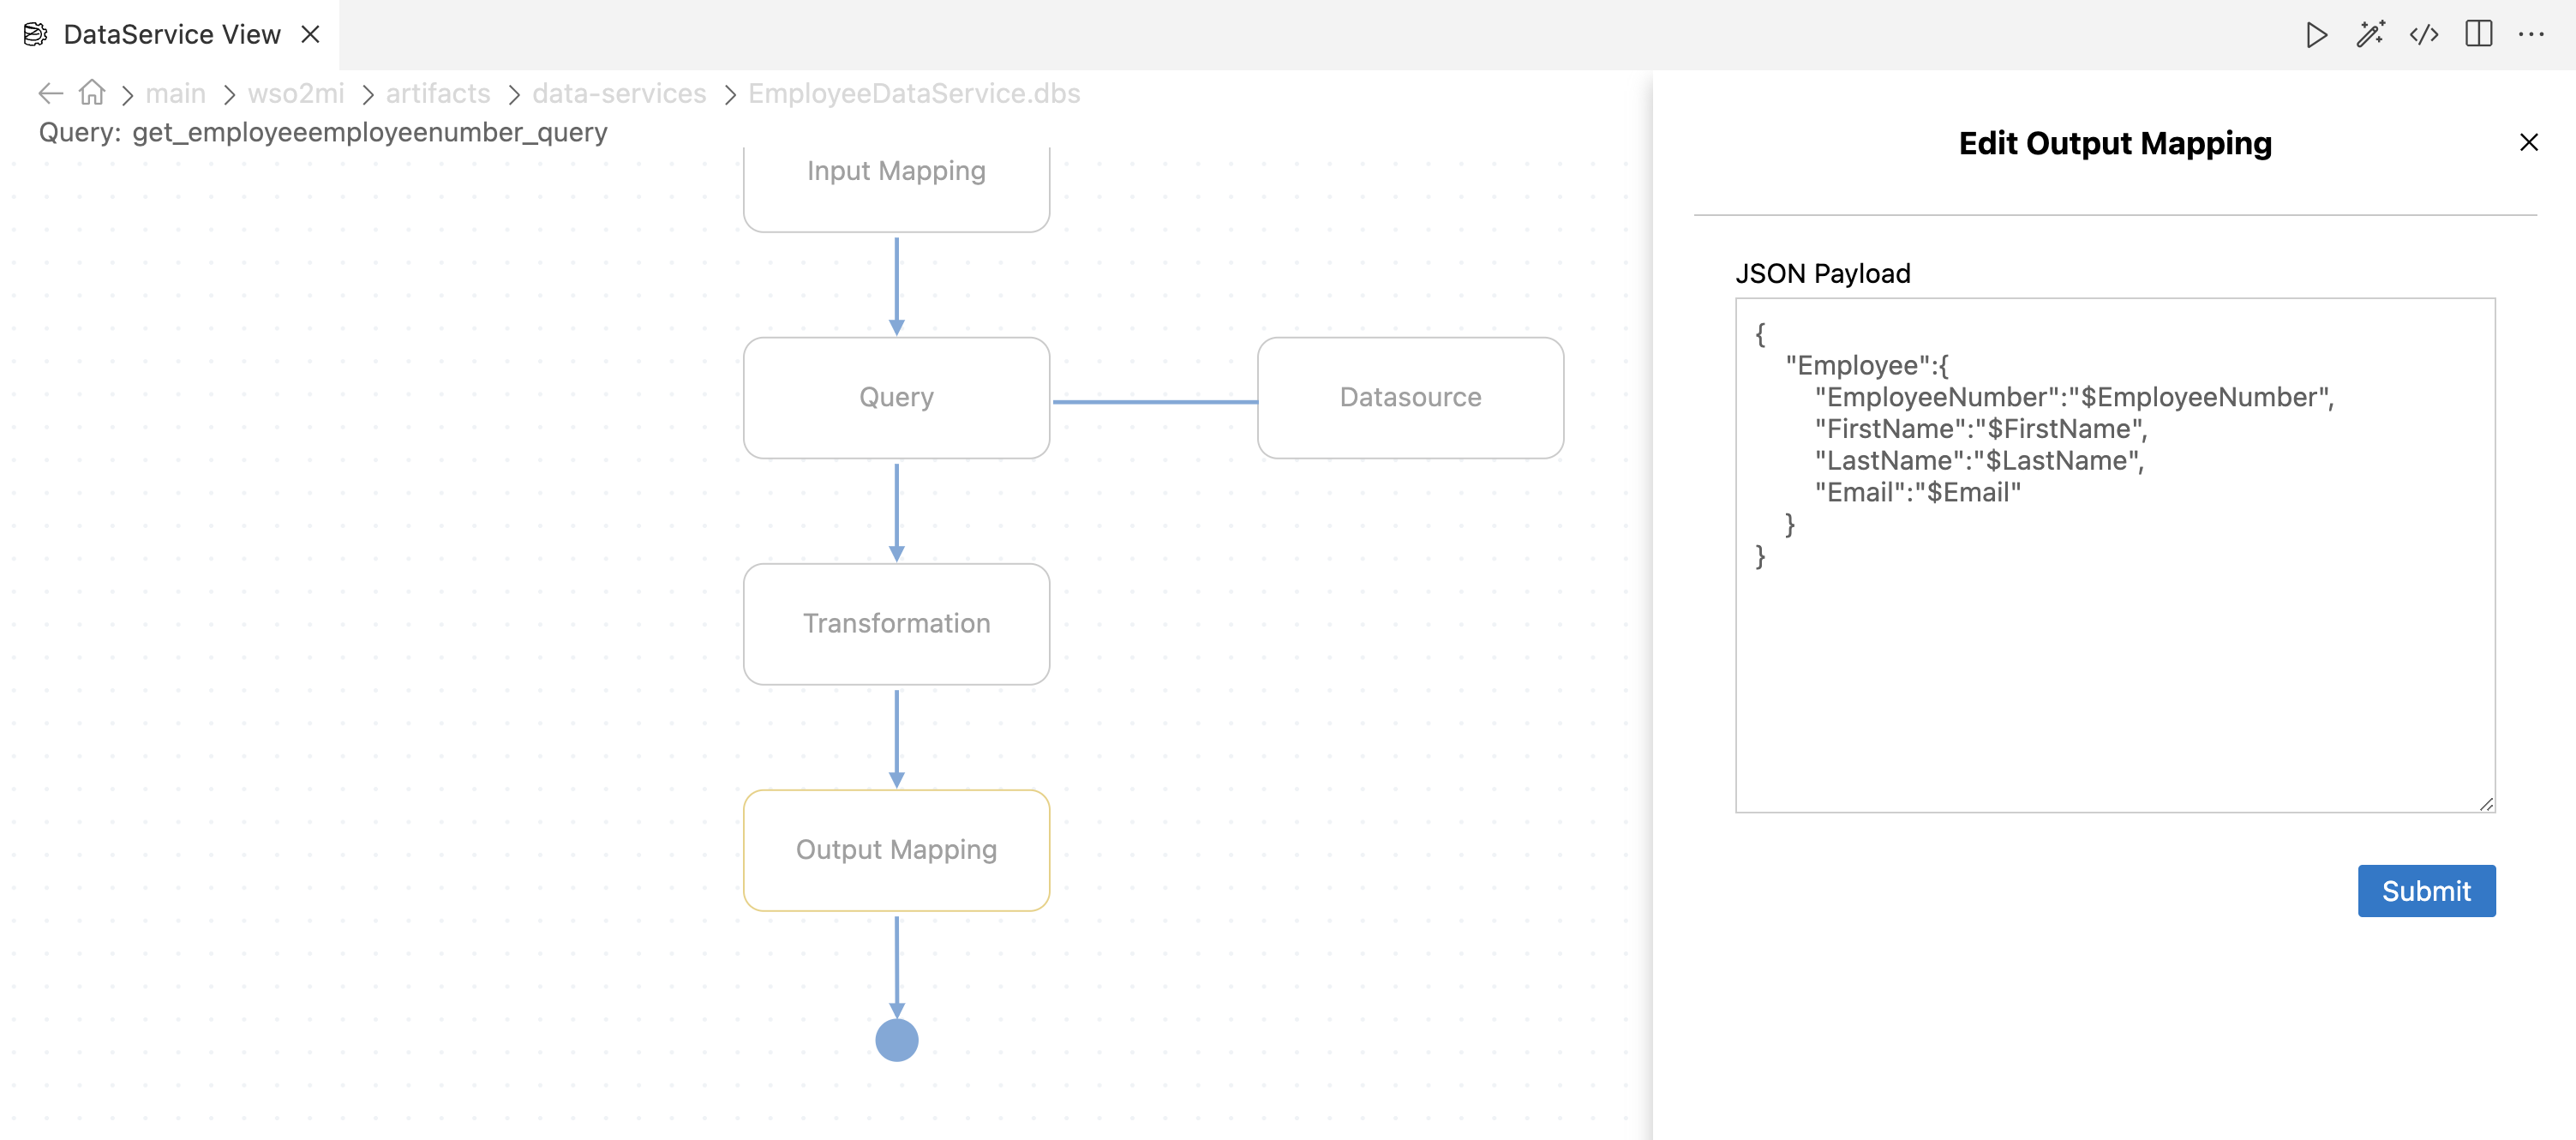 DataService View
main > wso2mi > artifacts > data-services > EmployeeDataService.dbs
Query: get_employeeemployeenumber_query
Input Mapping
Query
Datasource
Transformation
Output Mapping
Edit Output Mapping
JSON Payload
{
"Employee":{
"EmployeeNumber":"$EmployeeNumber",
"FirstName":"$FirstName",
"LastName":"$LastName",
"Email":"$Email"
}
}
Submit